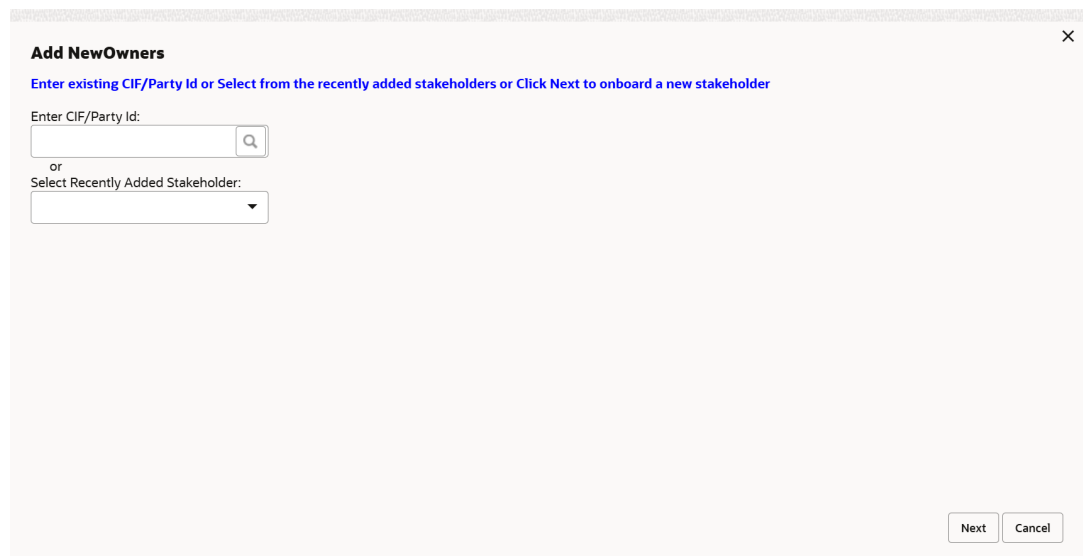 Add NewOwners
Enter existing CIF/Party Id or Select from the recently added stakeholders or Click Next to onboard a new stakeholder
Enter CIF/Party Id:
or
Select Recently Added Stakeholder:
Next Cancel